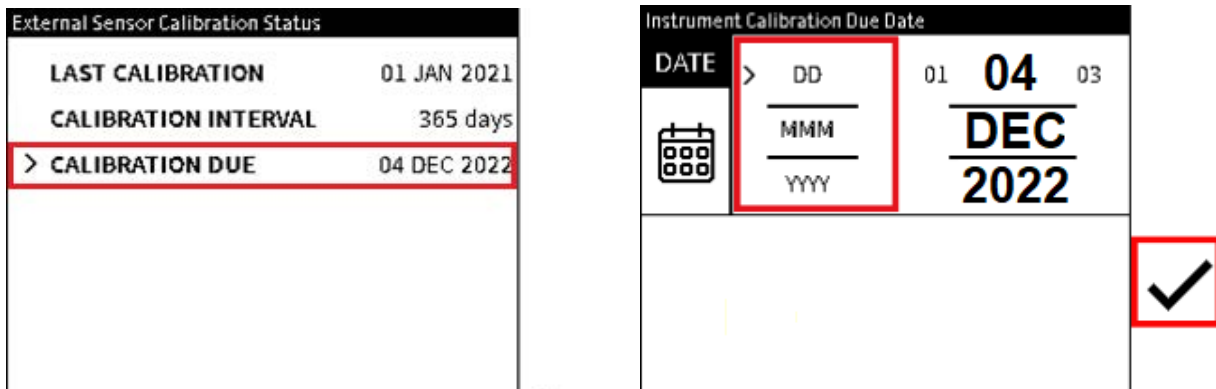 External Sensor Calibration Status
LAST CALIBRATION 01 JAN 2021
CALIBRATION INTERVAL 365 days
> CALIBRATION DUE 04 DEC 2022
Instrument Calibration Due Date
DATE
> DD 01 04 03
MMM DEC
YYYY 2022